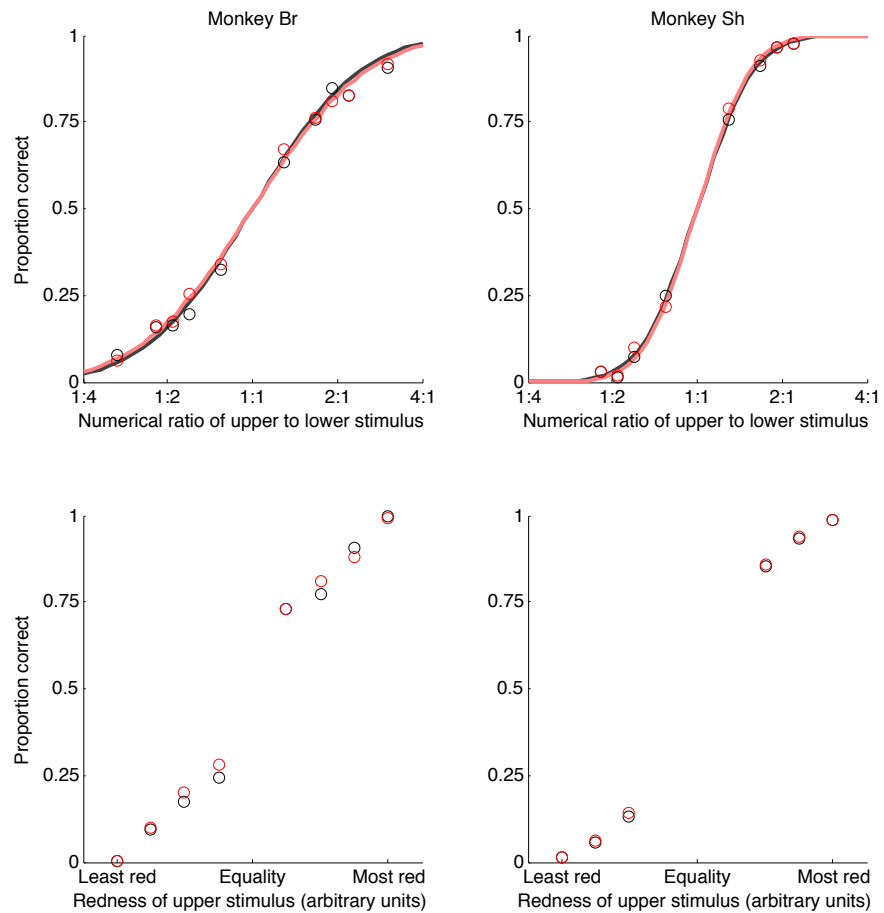 Monkey Br
Monkey Sh
Proportion correct
1
0.75
0.5
0.25
0
1:4
1:2
1:1
2:1
4:1
Numerical ratio of upper to lower stimulus
1
0.75
0.5
0.25
0
1:4
1:2
1:1
2:1
4:1
Numerical ratio of upper to lower stimulus
Proportion correct
1
0.75
0.5
0.25
0
Least red
Equality
Most red
Redness of upper stimulus (arbitrary units)
1
0.75
0.5
0.25
0
Least red
Equality
Most red
Redness of upper stimulus (arbitrary units)